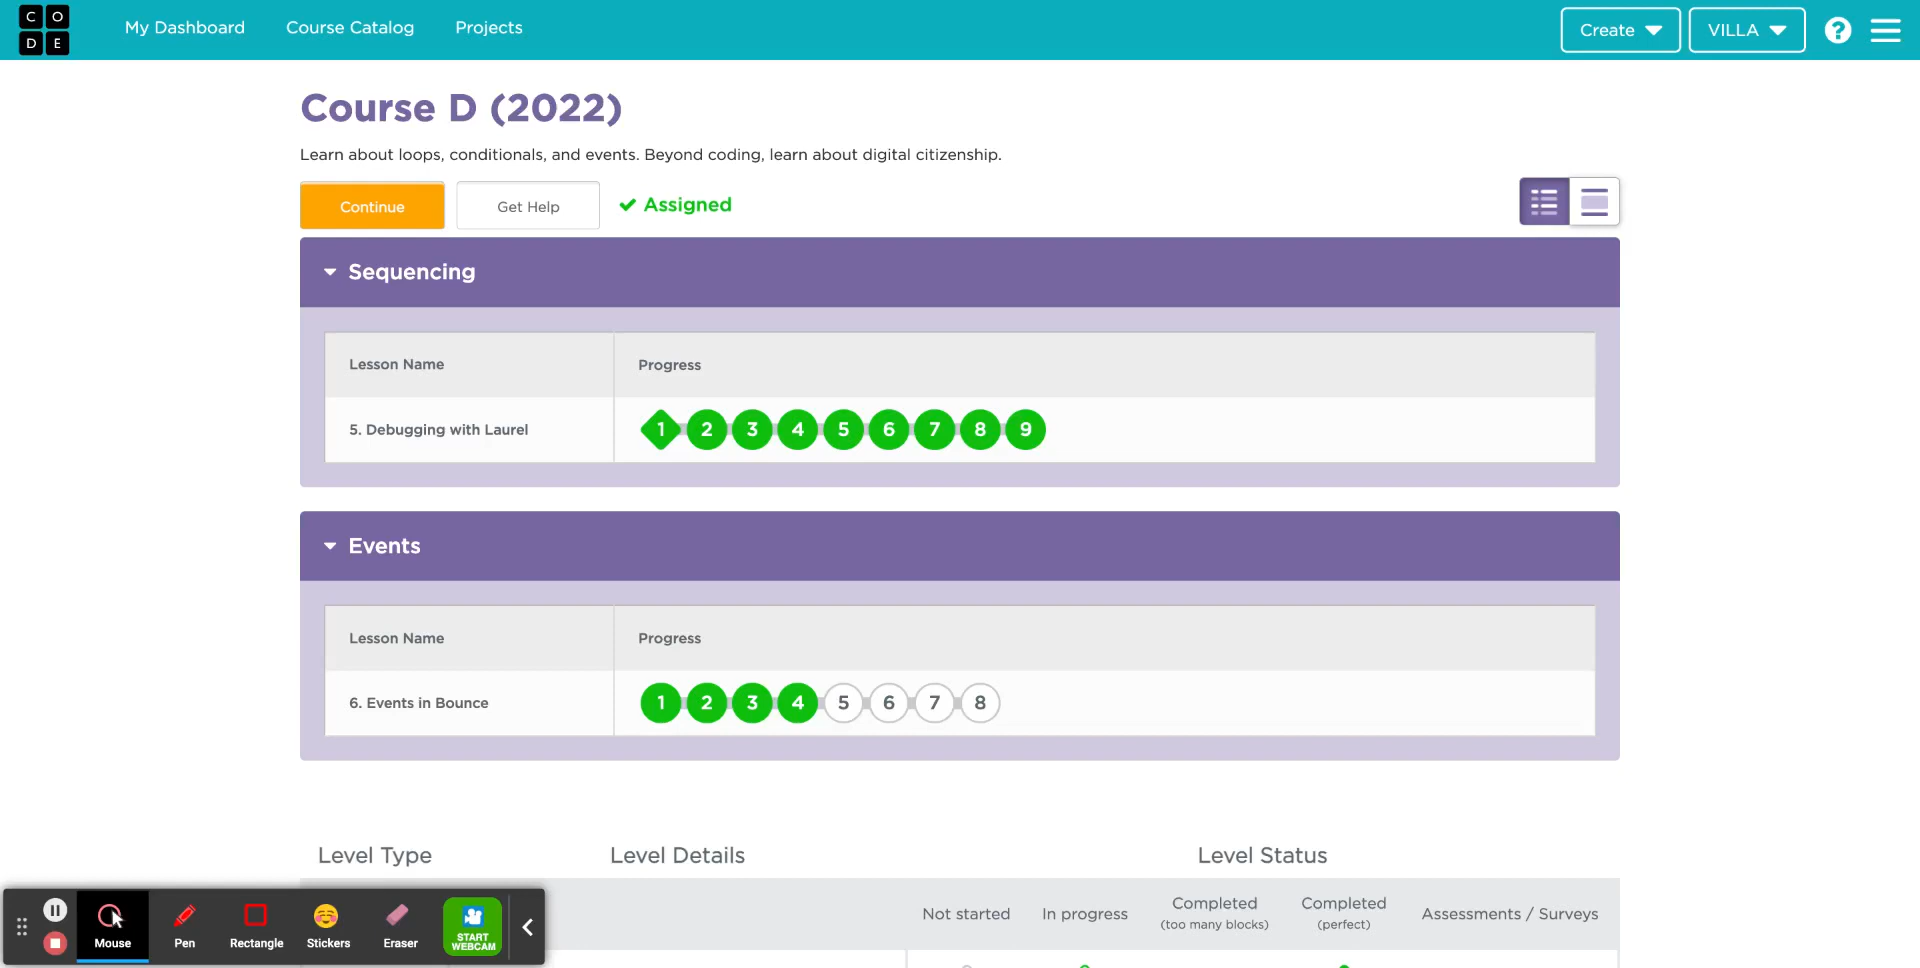 C O
D E
My Dashboard
Course Catalog
Projects
Create
VILLA
?
Course D (2022)
Learn about loops, conditionals, and events. Beyond coding, learn about digital citizenship.
Continue
Get Help
Assigned
Sequencing
Lesson Name
Progress
5. Debugging with Laurel
1 2 3 4 5 6 7 8 9
Events
Lesson Name
Progress
6. Events in Bounce
1 2 3 4 5 6 7 8
Level Type
Level Details
Level Status
Not started
In progress
Completed
(too many blocks)
Completed
(perfect)
Assessments / Surveys
Mouse
Pen
Rectangle
Stickers
Eraser
START
WEBCAM